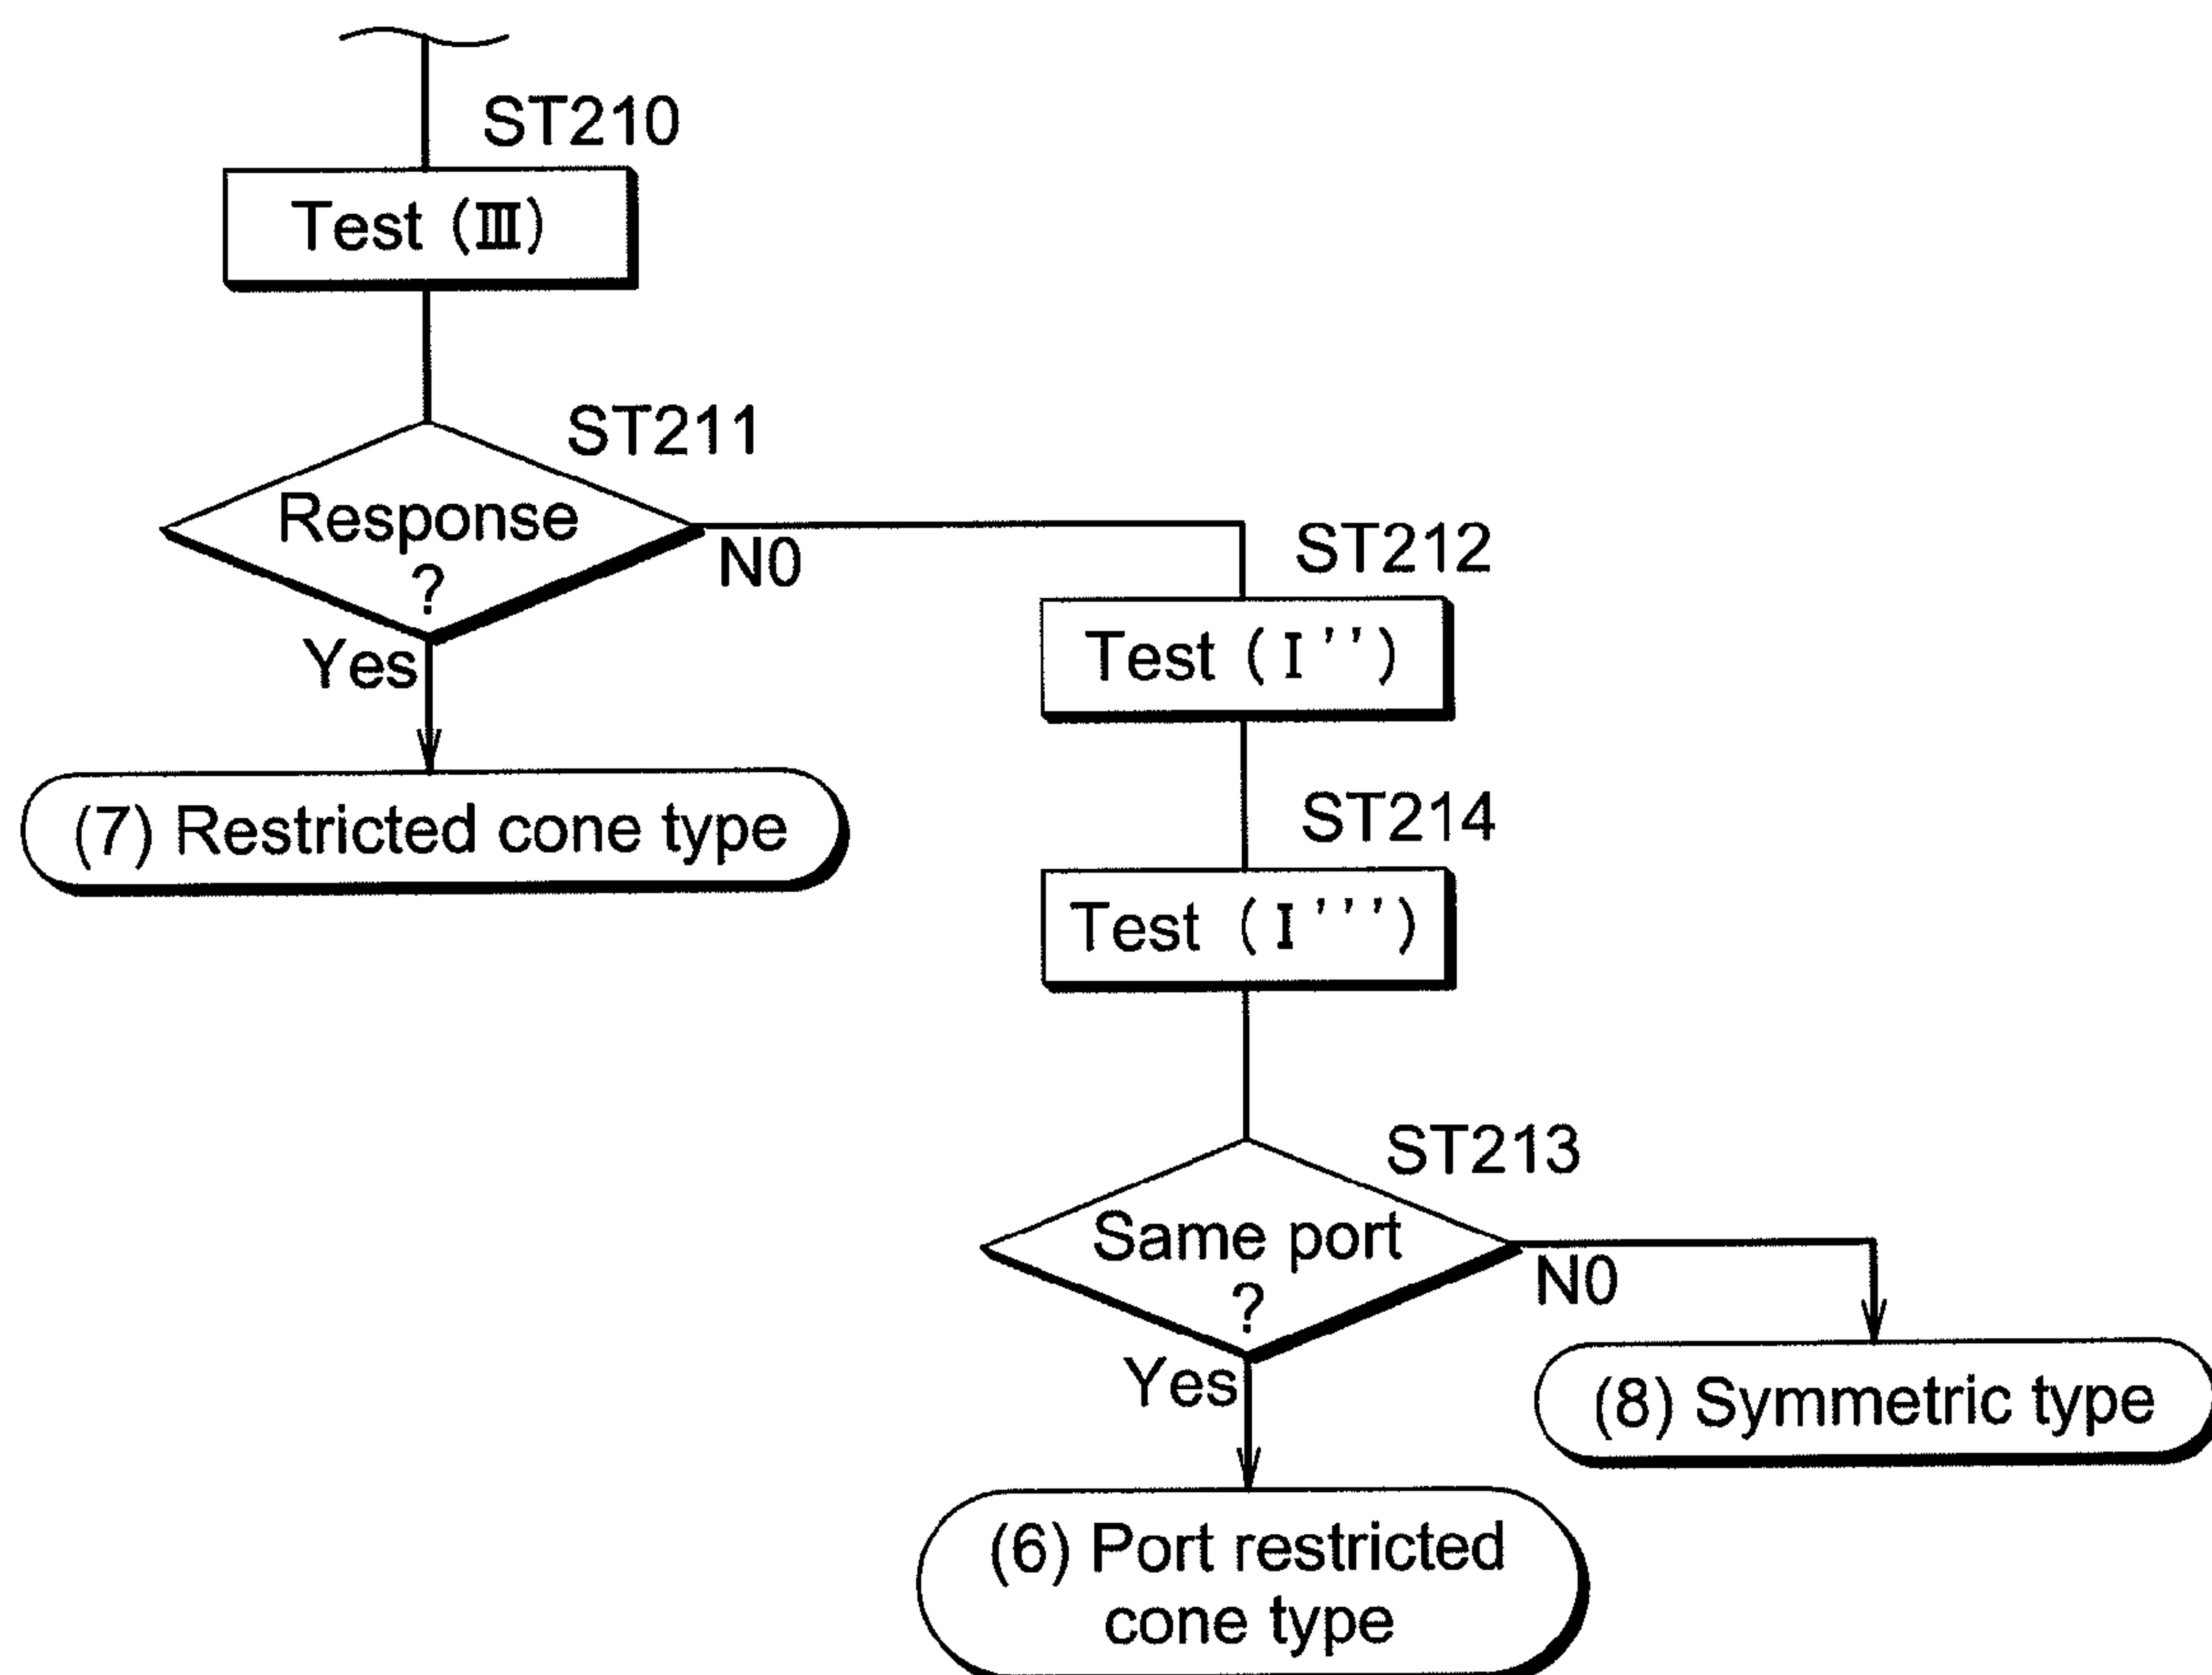 ST210
Test (Ⅲ)
ST211
Response
?
N0
Yes
(7) Restricted cone type
ST212
Test (Ⅰ'')
ST214
Test (Ⅰ''')
ST213
Same port
?
N0
Yes
(8) Symmetric type
(6) Port restricted
cone type